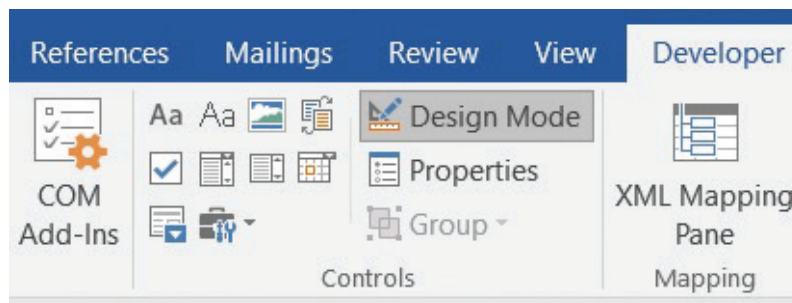 References Mailings Review View Developer
Aa Aa Design Mode
Properties
COM Add-Ins
Group
XML Mapping Pane
Controls Mapping